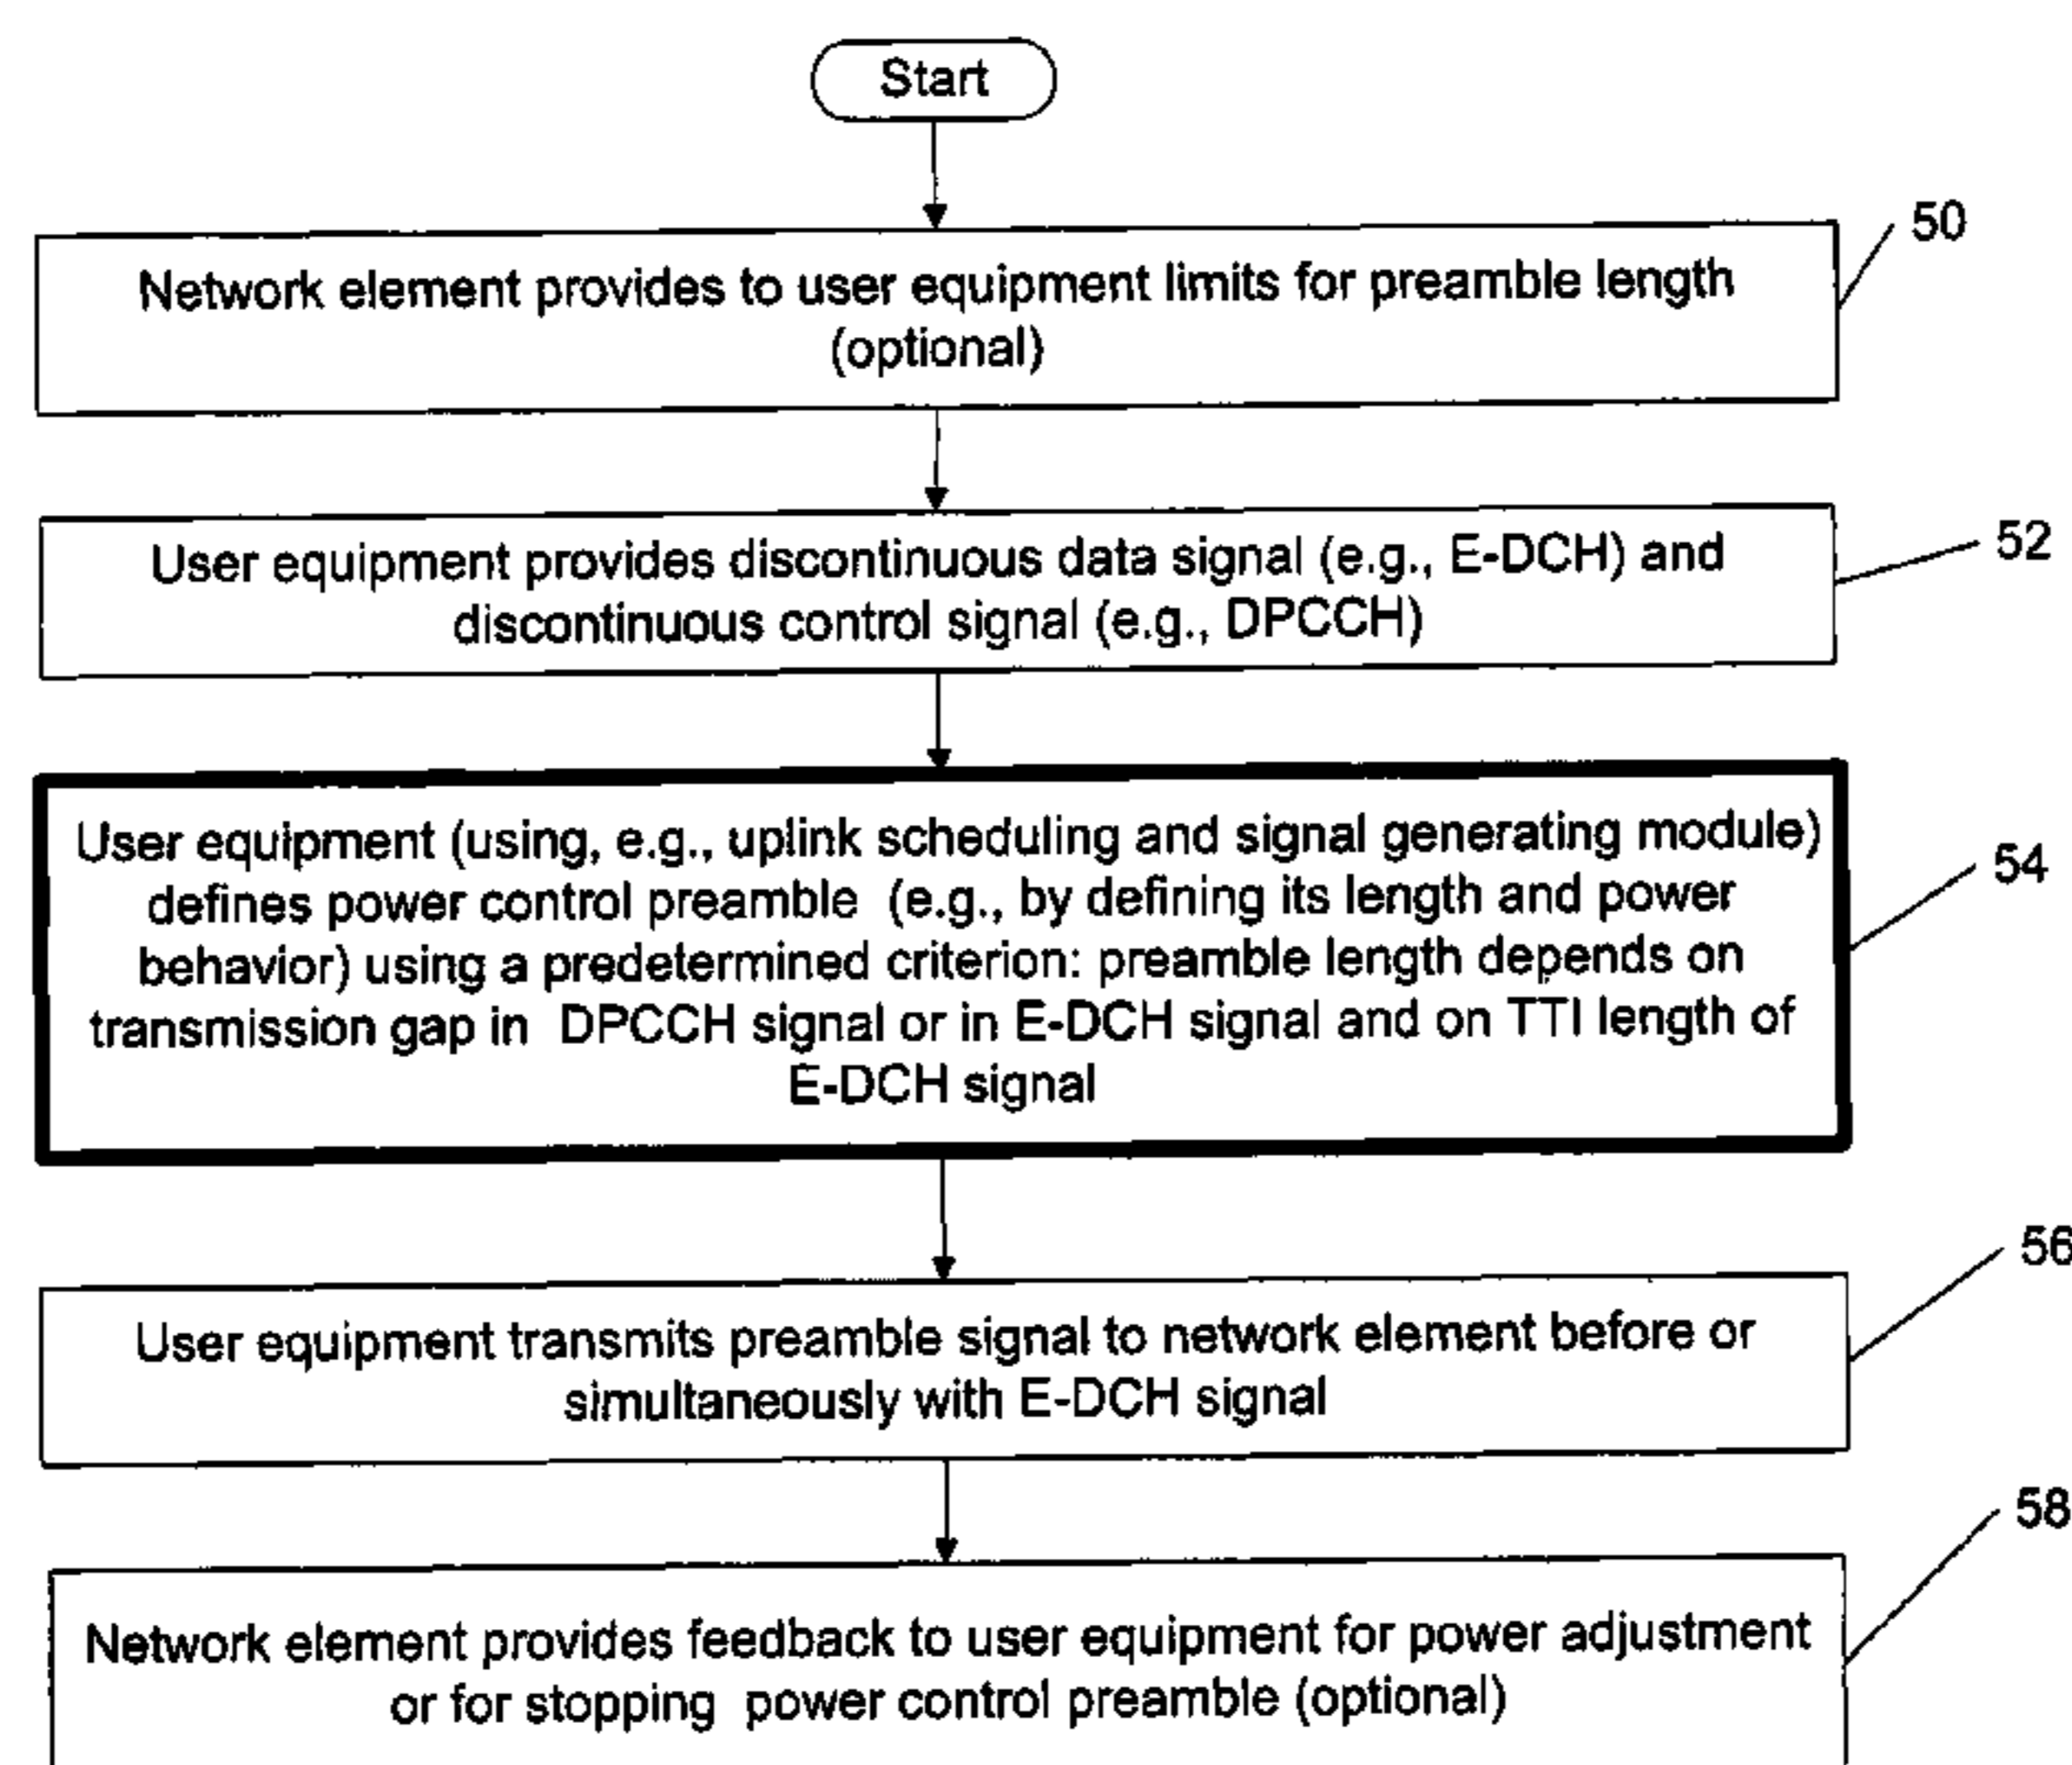 Start
50
Network element provides to user equipment limits for preamble length
(optional)
52
User equipment provides discontinuous data signal (e.g., E-DCH) and
discontinuous control signal (e.g., DPCCH)
54
User equipment (using, e.g., uplink scheduling and signal generating module)
defines power control preamble (e.g., by defining its length and power
behavior) using a predetermined criterion: preamble length depends on
transmission gap in DPCCH signal or in E-DCH signal and on TTI length of
E-DCH signal
56
User equipment transmits preamble signal to network element before or
simultaneously with E-DCH signal
58
Network element provides feedback to user equipment for power adjustment
or for stopping power control preamble (optional)